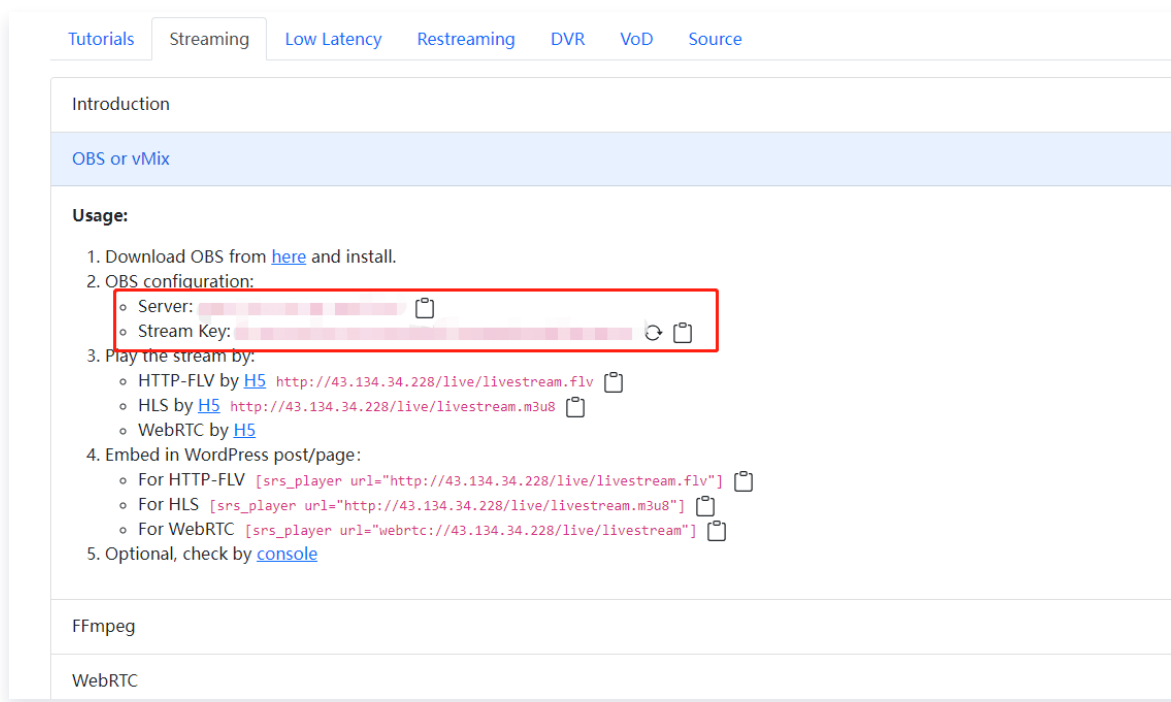 Tutorials Streaming Low Latency Restreaming DVR VoD Source
Introduction
OBS or vMix
Usage:
1. Download OBS from here and install.
2. OBS configuration:
Server:
Stream Key:
3. Play the stream by:
HTTP-FLV by H5 http://43.134.34.228/live/livestream.flv
HLS by H5 http://43.134.34.228/live/livestream.m3u8
WebRTC by H5
4. Embed in WordPress post/page:
For HTTP-FLV [srs_player url="http://43.134.34.228/live/livestream.flv"]
For HLS [srs_player url="http://43.134.34.228/live/livestream.m3u8"]
For WebRTC [srs_player url="webrtc://43.134.34.228/live/livestream"]
5. Optional, check by console
FFmpeg
WebRTC